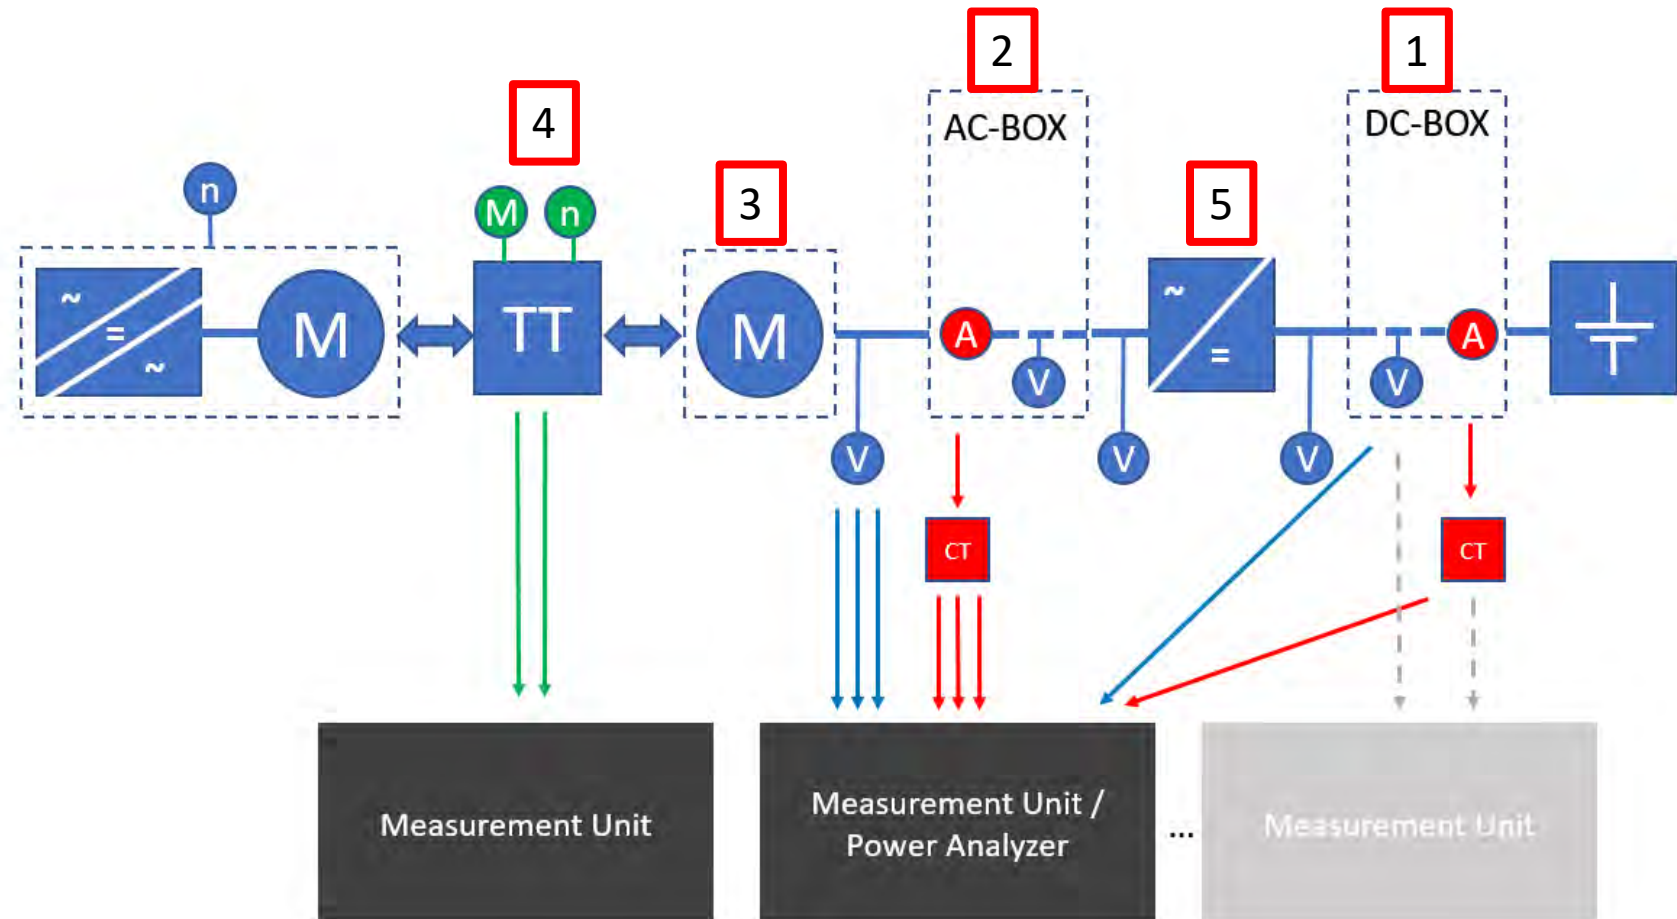 2
1
4
AC-BOX
DC-BOX
n
M
n
3
5
~
=
~
M
TT
M
A
V
~
=
V
A
V
V
V
CT
CT
Measurement Unit
Measurement Unit /
Power Analyzer
...
Measurement Unit